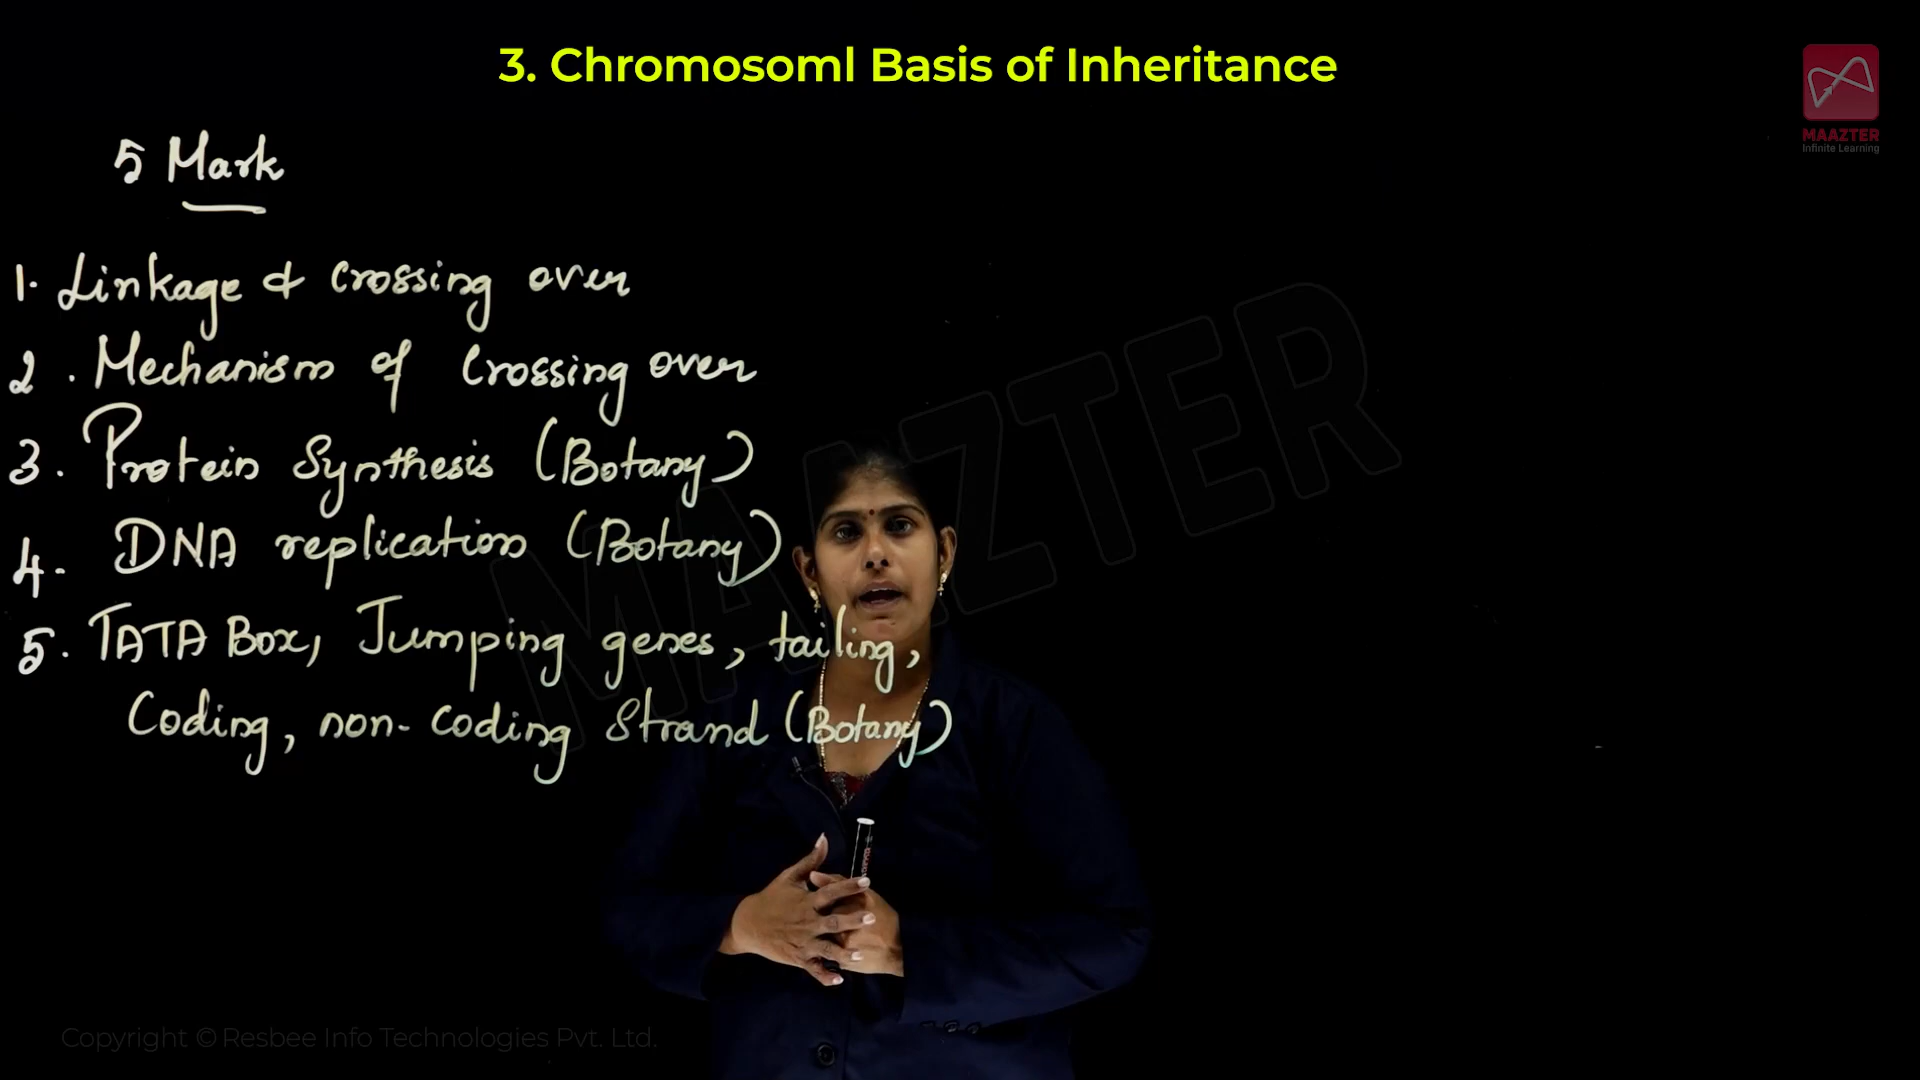 3. Chromosoml Basis of Inheritance
MAAZTER
Infinite Learning
5 Mark
1. Linkage & Crossing over
2. Mechanism of Crossing over
3. Protein Synthesis (Botany)
4. DNA replication (Botany)
5. TATA Box, Jumping genes, tailing,
Coding, non-coding Strand (Botany)
MAAZTER
Copyright © Resbee Info Technologies Pvt. Ltd.